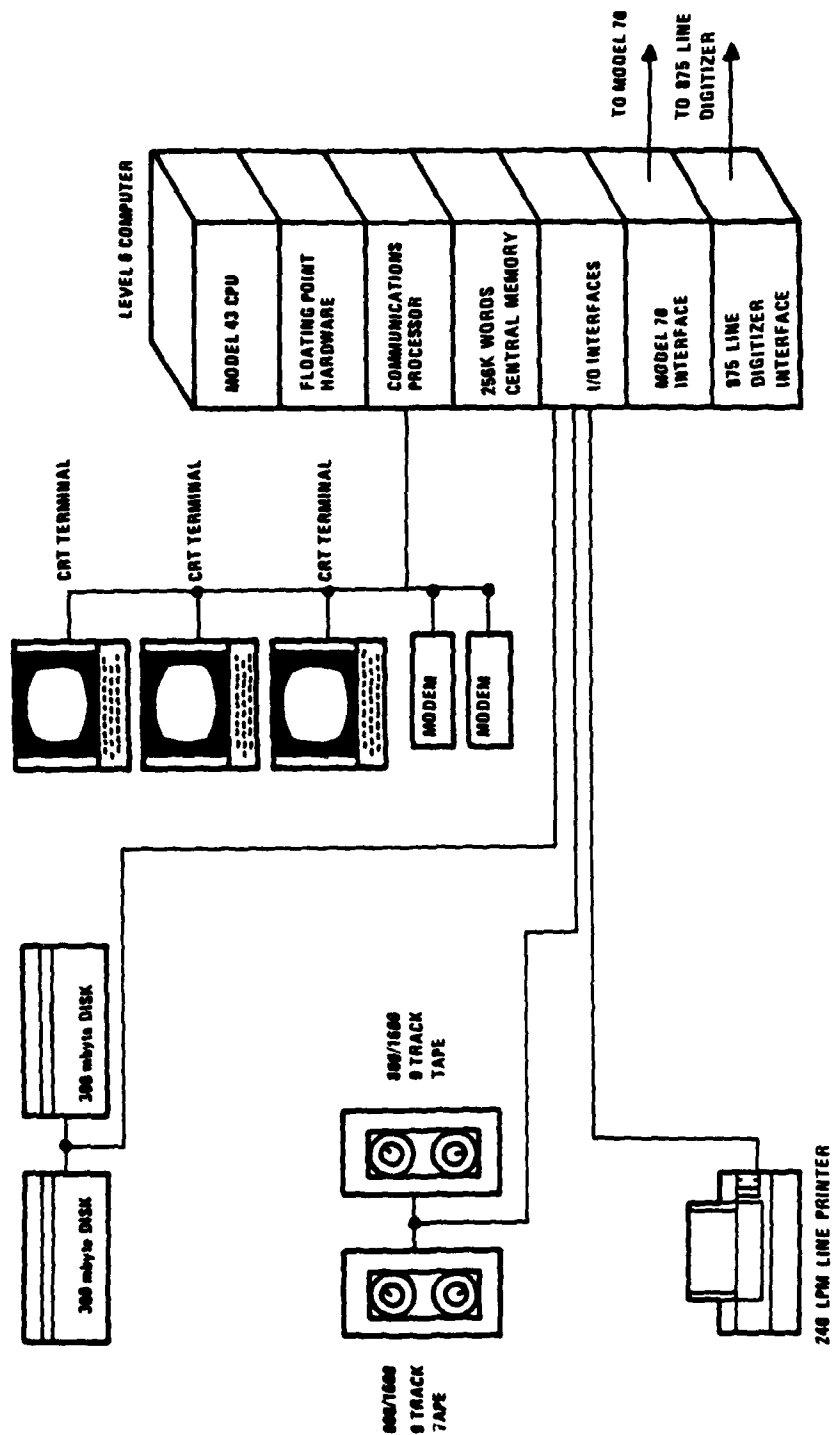 LEVEL 6 COMPUTER
300 mbyte DISK
300 mbyte DISK
CRT TERMINAL
CRT TERMINAL
CRT TERMINAL
MODEM
MODEM
MODEL 43 CPU
FLOATING POINT
HARDWARE
COMMUNICATIONS
PROCESSOR
256K WORDS
CENTRAL MEMORY
I/O INTERFACES
MODEL 70
INTERFACE
875 LINE
DIGITIZER
INTERFACE
TO MODEL 70
TO 875 LINE
DIGITIZER
800/1600
9 TRACK
TAPE
800/1600
9 TRACK
TAPE
240 LPM LINE PRINTER